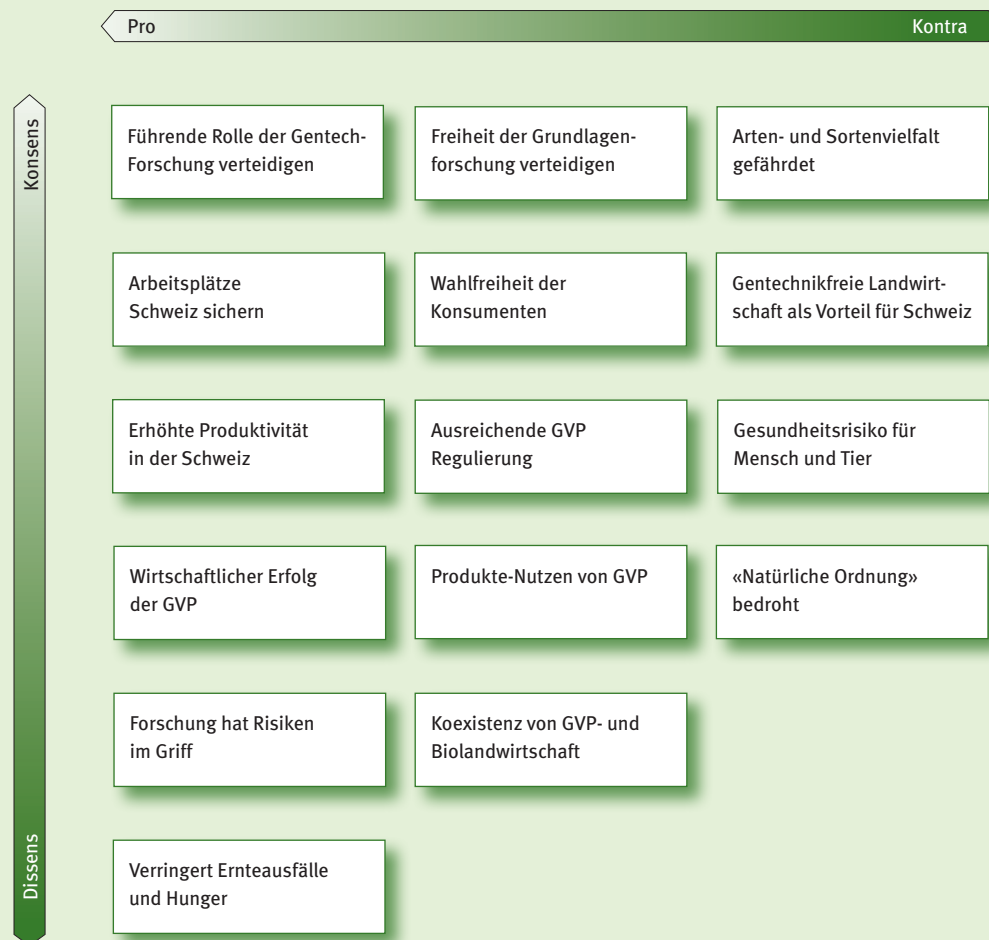 Pro
Kontra
Konsens
Führende Rolle der Gentech-
Forschung verteidigen
Freiheit der Grundlagen-
forschung verteidigen
Arten- und Sortenvielfalt
gefährdet
Arbeitsplätze
Schweiz sichern
Wahlfreiheit der
Konsumenten
Gentechnikfreie Landwirt-
schaft als Vorteil für Schweiz
Erhöhte Produktivität
in der Schweiz
Ausreichende GVP
Regulierung
Gesundheitsrisiko für
Mensch und Tier
Wirtschaftlicher Erfolg
der GVP
Produkte-Nutzen von GVP
«Natürliche Ordnung»
bedroht
Forschung hat Risiken
im Griff
Koexistenz von GVP- und
Biolandwirtschaft
Dissens
Verringert Ernteausfälle
und Hunger